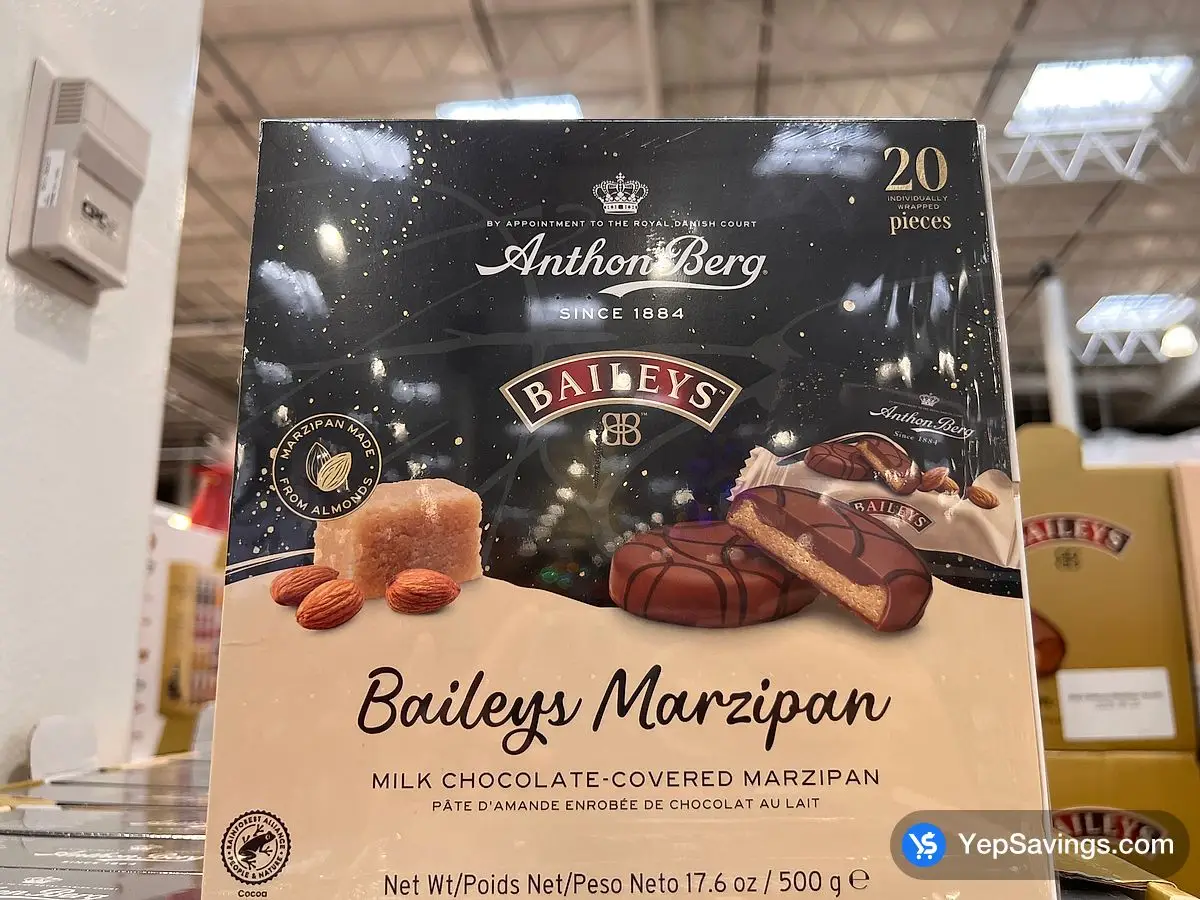 20
INDIVIDUALLY
WRAPPED
pieces
BY APPOINTMENT TO THE ROYAL DANISH COURT
Anthon Berg
SINCE 1884
BAILEYS™
MARZIPAN MADE
FROM ALMONDS
Anthon Berg
Since 1884
BAILEYS
BAILEYS
Baileys Marzipan
MILK CHOCOLATE-COVERED MARZIPAN
PÂTE D'AMANDE ENROBÉE DE CHOCOLAT AU LAIT
RAINFOREST ALLIANCE
PEOPLE & NATURE
Cocoa
Net Wt/Poids Net/Peso Neto 17.6 oz / 500 g ℮
YepSavings.com